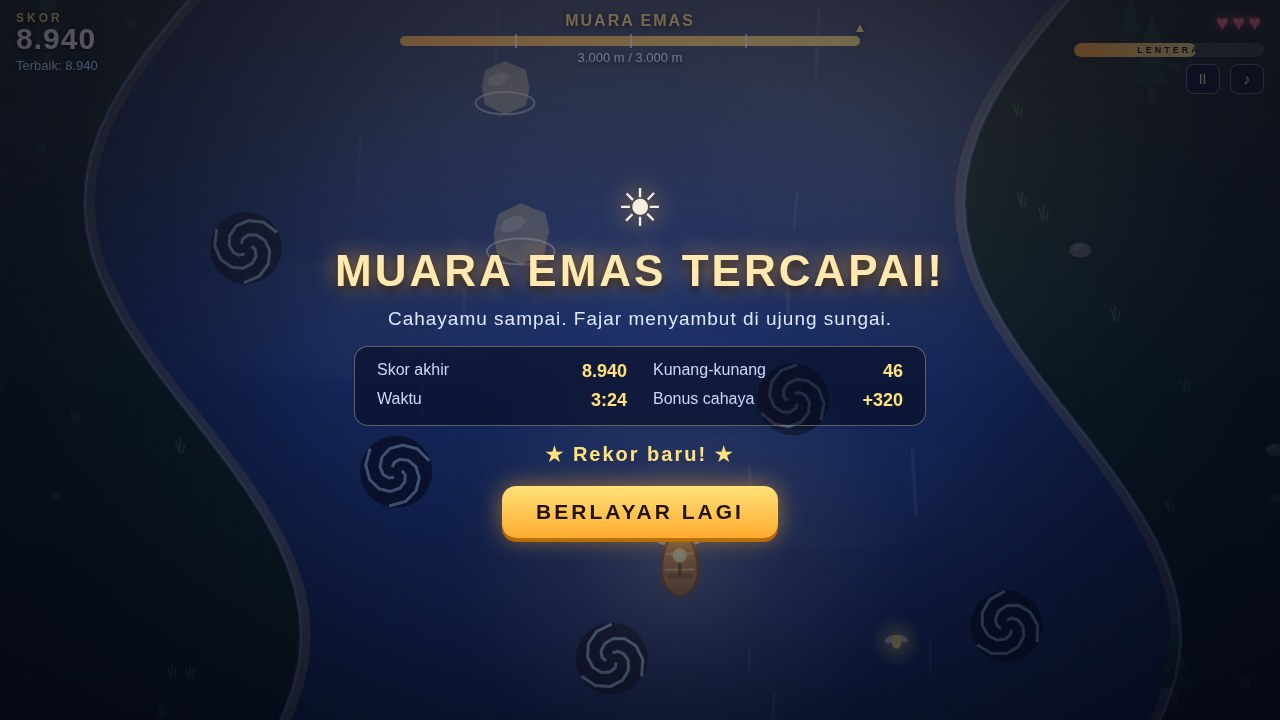 SKOR
8.940
Terbaik: 8.940
MUARA EMAS
3.000 m / 3.000 m
LENTERA
MUARA EMAS TERCAPAI!
Cahayamu sampai. Fajar menyambut di ujung sungai.
Skor akhir 8.940 Kunang-kunang 46
Waktu 3:24 Bonus cahaya +320
★ Rekor baru! ★
BERLAYAR LAGI